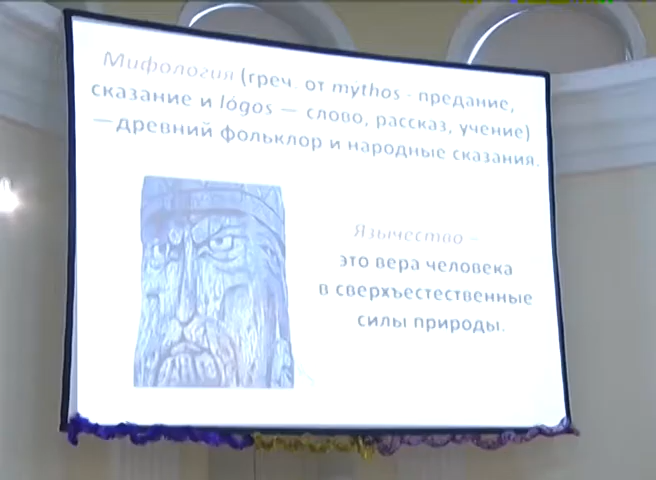 Мифология (греч. от mýthos - предание,
сказание и lógos — слово, рассказ, учение)
—древний фольклор и народные сказания.
Язычество –
это вера человека
в сверхъестественные
силы природы.